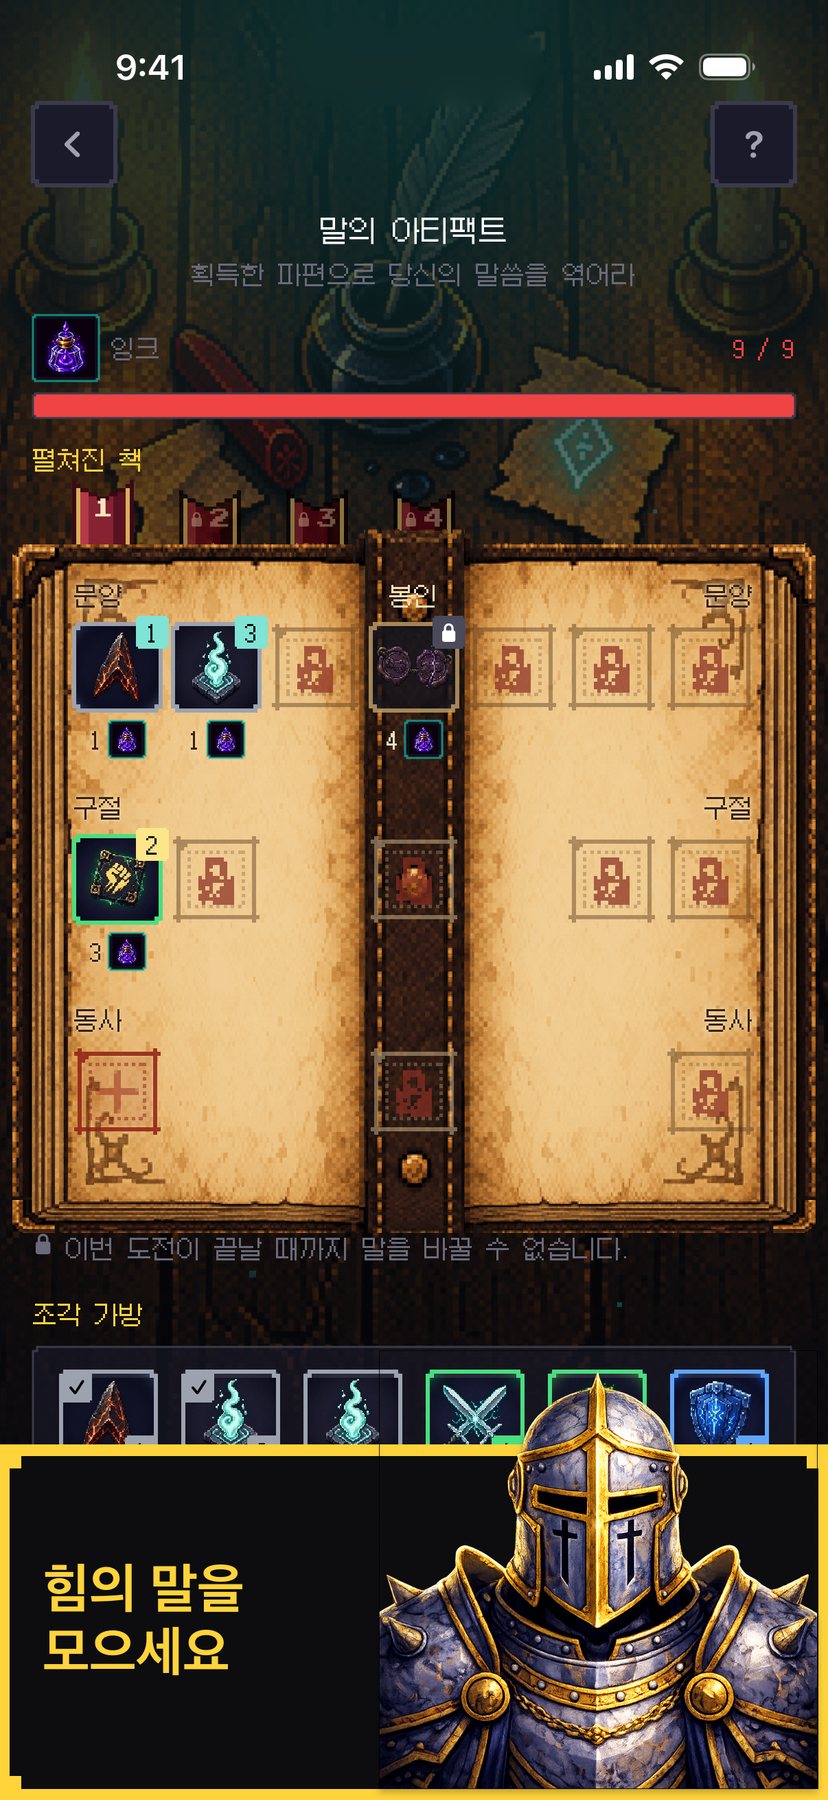 9:41
?
말의 아티팩트
획득한 파편으로 당신의 말씀을 엮어라
잉크
9 / 9
펼쳐진 책
1 2 3 4
문양 봉인 문양
1 3
1 1 4
구절 구절
2
3
동사 동사
이번 도전이 끝날 때까지 말을 바꿀 수 없습니다.
조각 가방
힘의 말을
모으세요